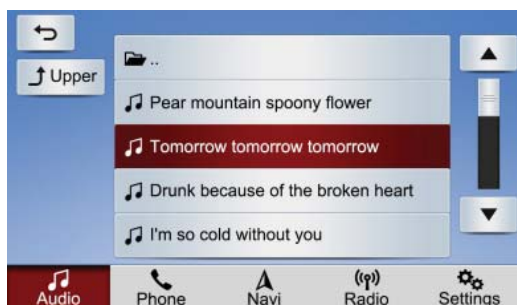 Upper
..
Pear mountain spoony flower
Tomorrow tomorrow tomorrow
Drunk because of the broken heart
I'm so cold without you
Audio
Phone
Navi
Radio
Settings